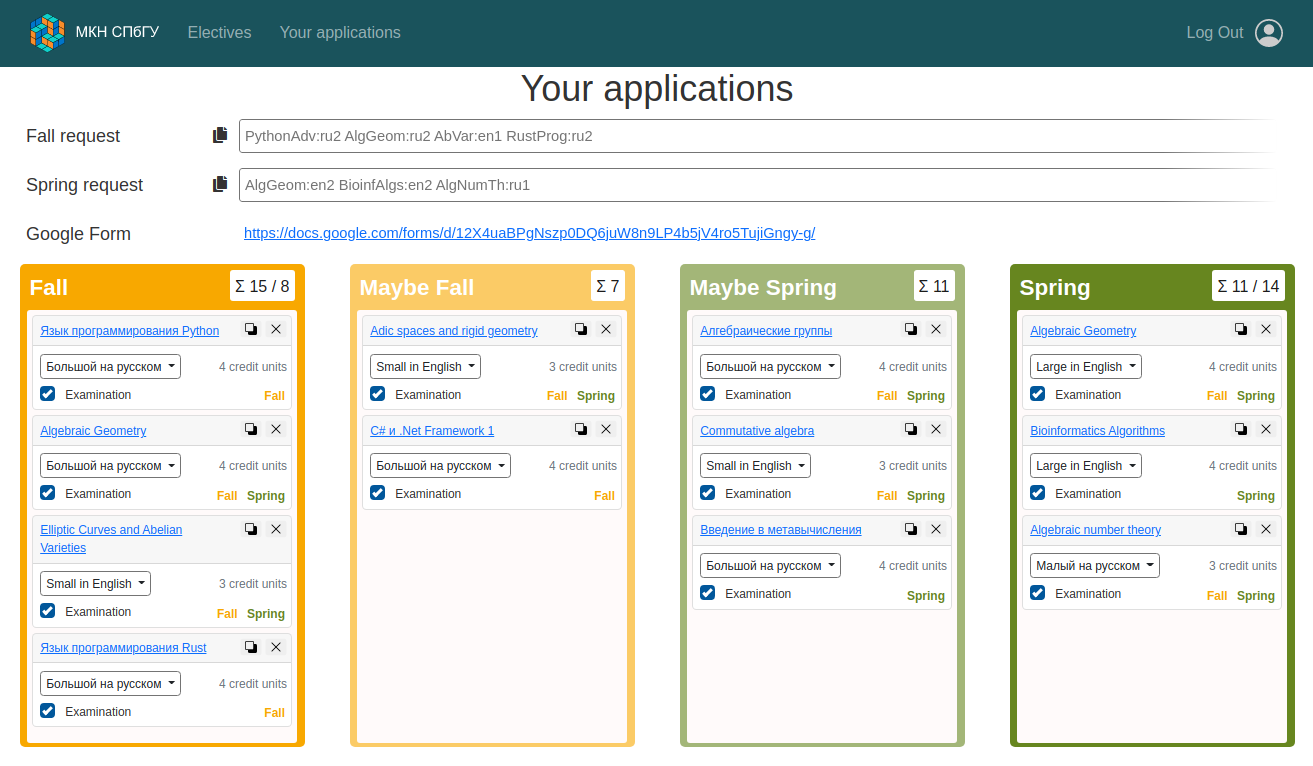 МКН СПбГУ Electives Your applications Log Out
Your applications
Fall request PythonAdv:ru2 AlgGeom:ru2 AbVar:en1 RustProg:ru2
Spring request AlgGeom:en2 BioinfAlgs:en2 AlgNumTh:ru1
Google Form https://docs.google.com/forms/d/12X4uaBPgNszp0DQ6juW8n9LP4b5jV4ro5TujiGngy-g/
Fall Σ 15 / 8
Язык программирования Python
Большой на русском 4 credit units
Examination Fall
Algebraic Geometry
Большой на русском 4 credit units
Examination Fall Spring
Elliptic Curves and Abelian
Varieties
Small in English 3 credit units
Examination Fall Spring
Язык программирования Rust
Большой на русском 4 credit units
Examination Fall
Maybe Fall Σ 7
Adic spaces and rigid geometry
Small in English 3 credit units
Examination Fall Spring
C# и .Net Framework 1
Большой на русском 4 credit units
Examination Fall
Maybe Spring Σ 11
Алгебраические группы
Большой на русском 4 credit units
Examination Fall Spring
Commutative algebra
Small in English 3 credit units
Examination Fall Spring
Введение в метавычисления
Большой на русском 4 credit units
Examination Spring
Spring Σ 11 / 14
Algebraic Geometry
Large in English 4 credit units
Examination Fall Spring
Bioinformatics Algorithms
Large in English 4 credit units
Examination Spring
Algebraic number theory
Малый на русском 3 credit units
Examination Fall Spring